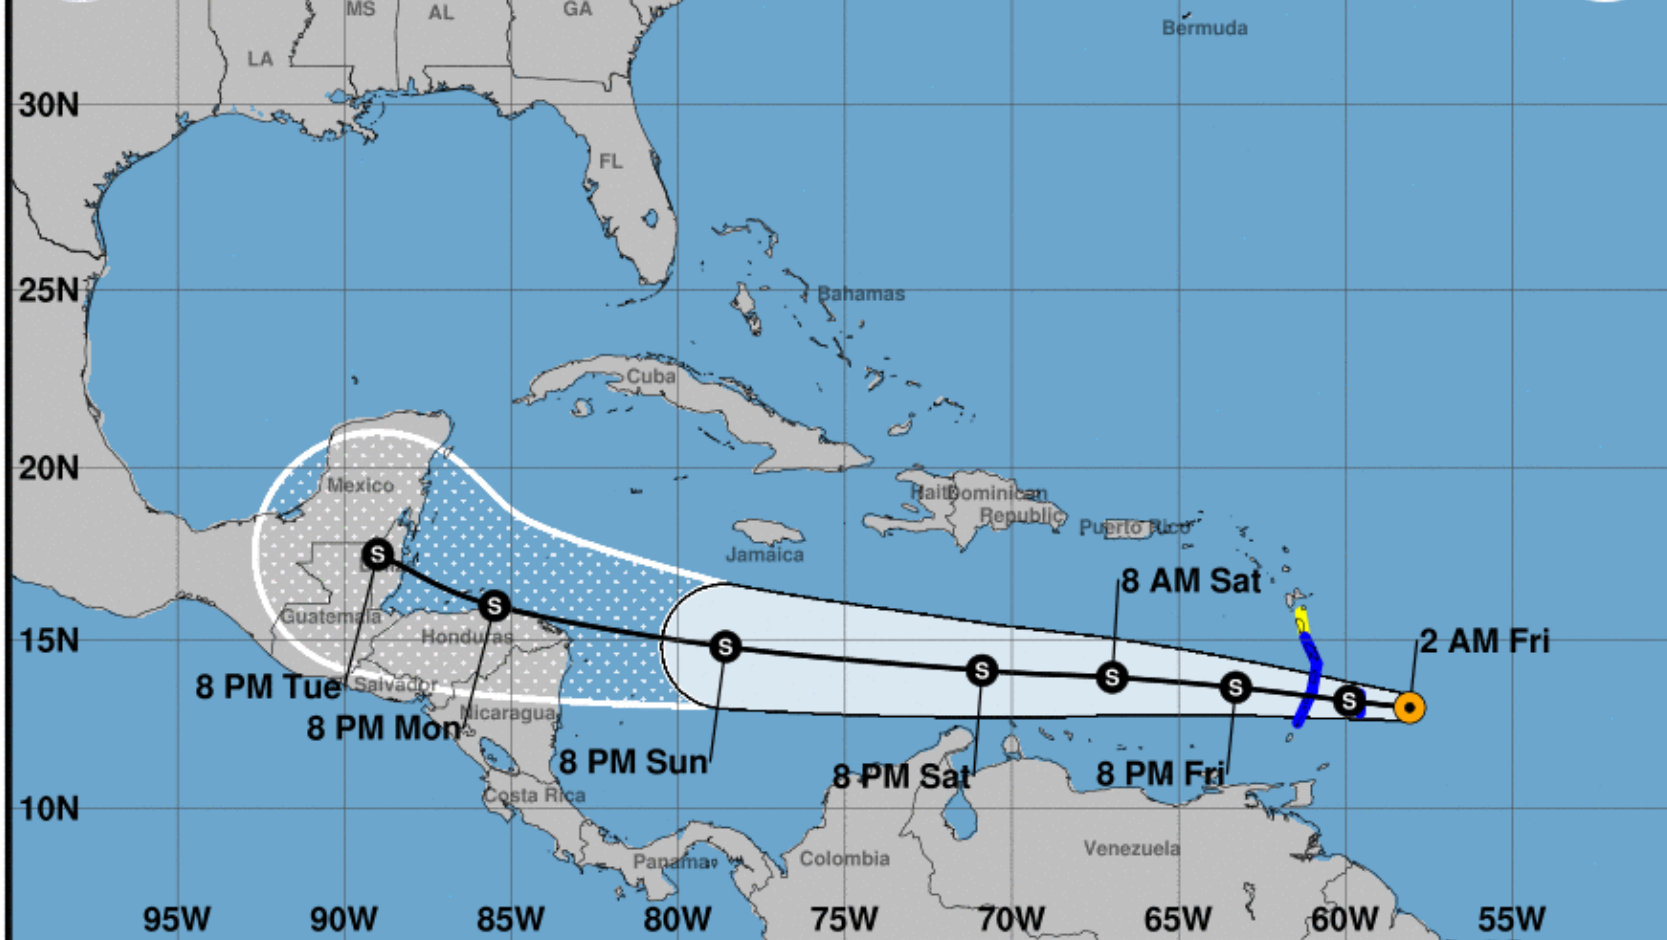 MS
AL
GA
Bermuda
LA
30N
FL
25N
Bahamas
Cuba
20N
Mexico
Haiti
Dominican
Republic
Puerto Rico
Jamaica
8 AM Sat
Guatemala
15N
Honduras
2 AM Fri
8 PM Tue
Salvador
Nicaragua
8 PM Mon
8 PM Sun
8 PM Sat
8 PM Fri
Costa Rica
10N
Venezuela
Panama
Colombia
95W
90W
85W
80W
75W
70W
65W
60W
55W
S
S
S
S
S
S
S